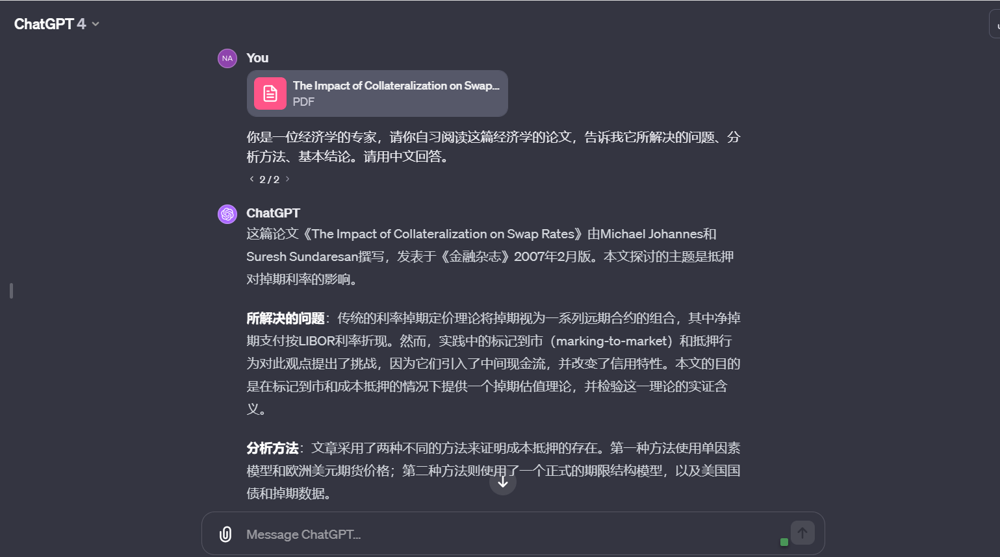 ChatGPT 4
NA
You
The Impact of Collateralization on Swap...
PDF
你是一位经济学的专家，请你自习阅读这篇经济学的论文，告诉我它所解决的问题、分
析方法、基本结论。请用中文回答。
2 / 2
ChatGPT
这篇论文《The Impact of Collateralization on Swap Rates》由Michael Johannes和
Suresh Sundaresan撰写，发表于《金融杂志》2007年2月版。本文探讨的主题是抵押
对掉期利率的影响。
所解决的问题：传统的利率掉期定价理论将掉期视为一系列远期合约的组合，其中净掉
期支付按LIBOR利率折现。然而，实践中的标记到市（marking-to-market）和抵押行
为对此观点提出了挑战，因为它们引入了中间现金流，并改变了信用特性。本文的目的
是在标记到市和成本抵押的情况下提供一个掉期估值理论，并检验这一理论的实证含
义。
分析方法：文章采用了两种不同的方法来证明成本抵押的存在。第一种方法使用单因素
模型和欧洲美元期货价格；第二种方法则使用了一个正式的期限结构模型，以及美国国
债和掉期数据。
Message ChatGPT...